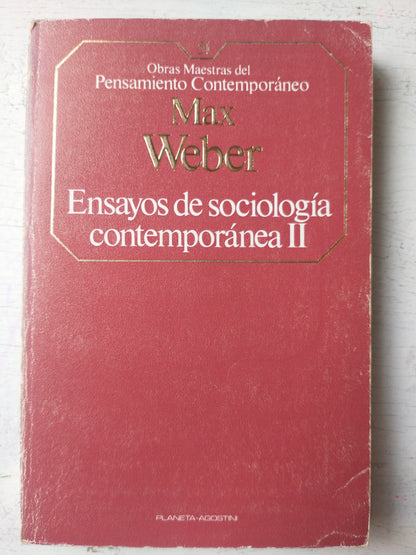 Obras Maestras del
Pensamiento Contemporáneo
Max
Weber
Ensayos de sociología
contemporánea II
PLANETA-AGOSTINI